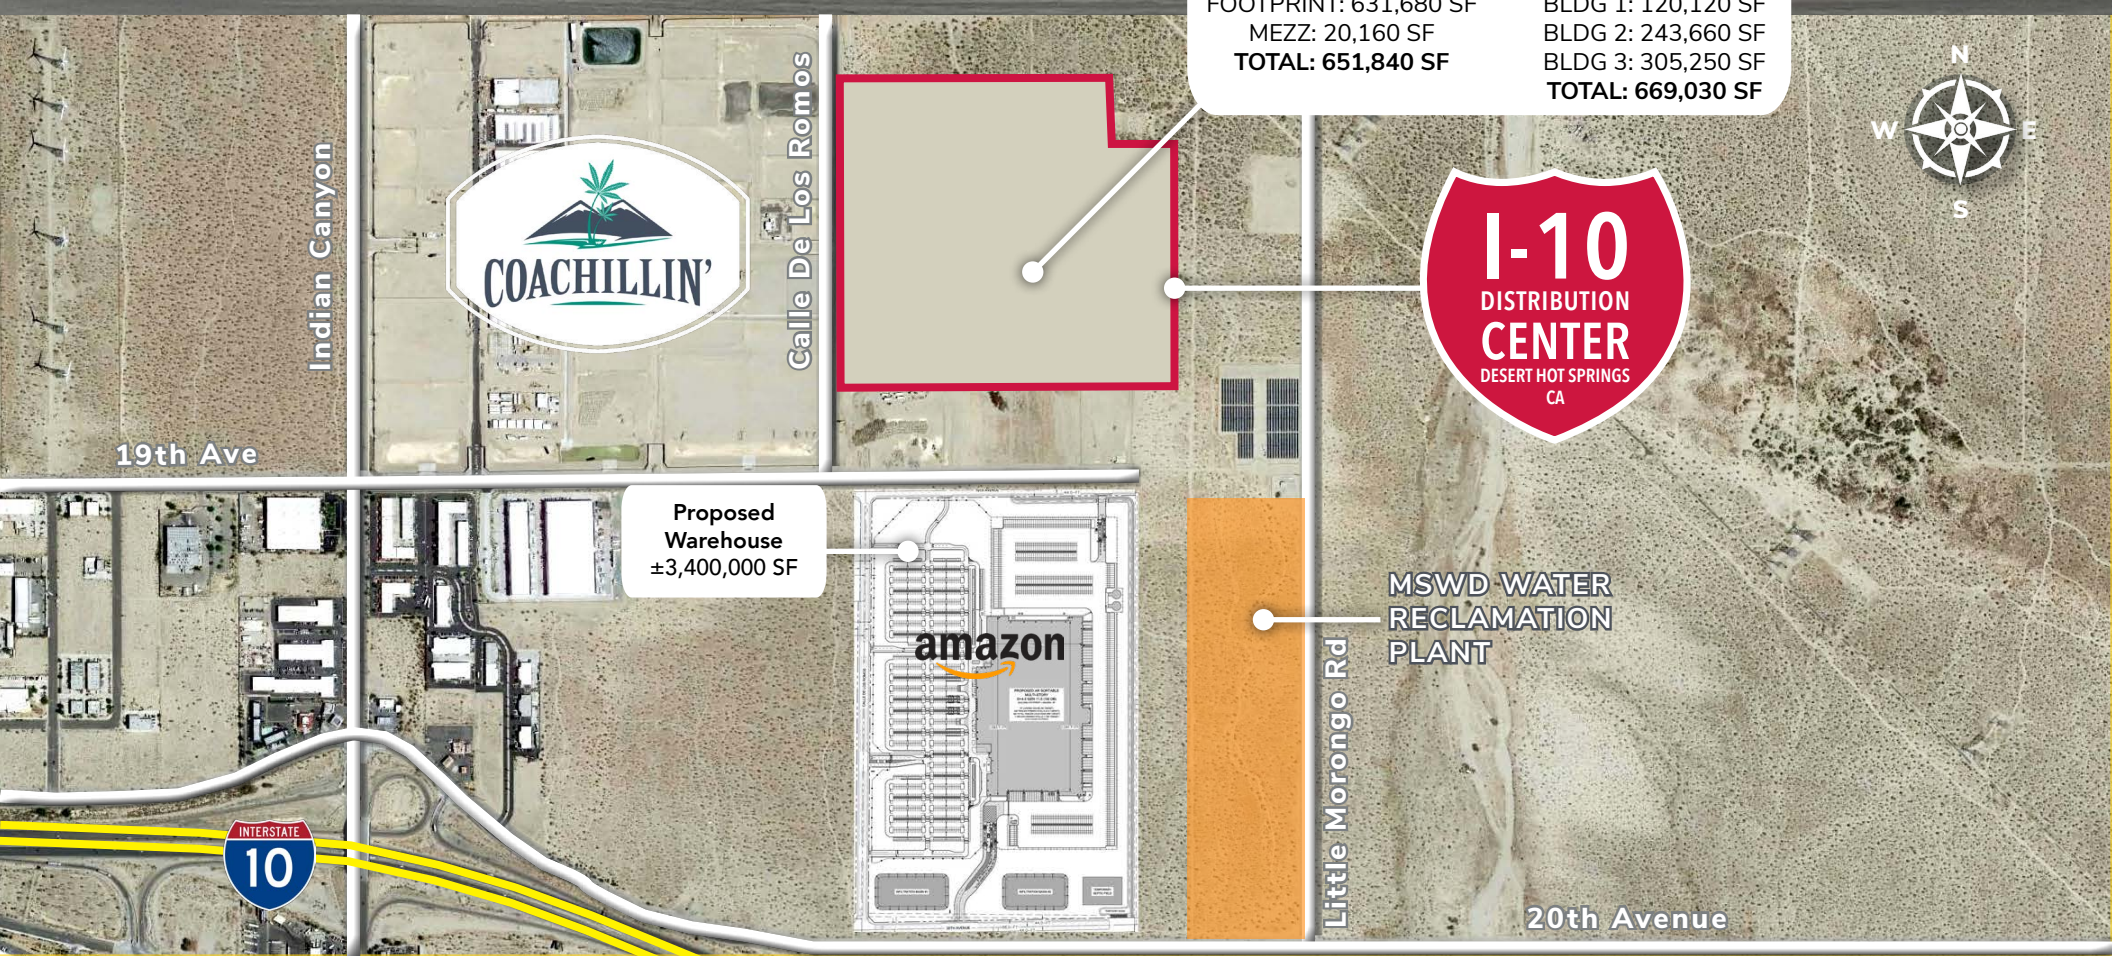 FOOTPRINT: 631,680 SF
MEZZ: 20,160 SF
TOTAL: 651,840 SF
BLDG 1: 120,120 SF
BLDG 2: 243,660 SF
BLDG 3: 305,250 SF
TOTAL: 669,030 SF
N
W
E
S
Indian Canyon
COACHILLIN'
Calle De Los Romos
I-10
DISTRIBUTION
CENTER
DESERT HOT SPRINGS
CA
19th Ave
Proposed
Warehouse
±3,400,000 SF
amazon
MSWD WATER
RECLAMATION
PLANT
Little Morongo Rd
INTERSTATE
10
20th Avenue